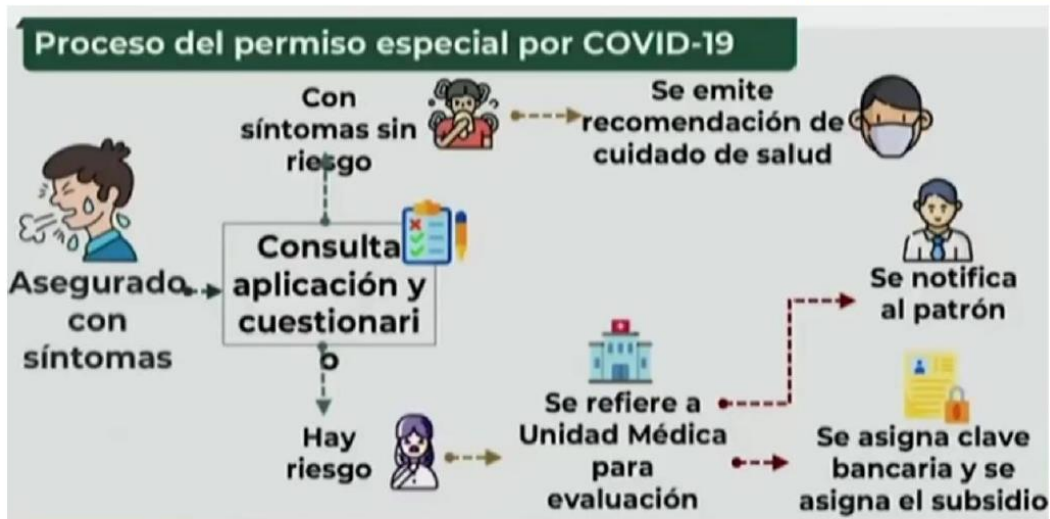 Proceso del permiso especial por COVID-19
Con
síntomas sin
riesgo
Se emite
recomendación de
cuidado de salud
Asegurado
con
síntomas
Consulta
aplicación y
cuestionari
o
Se notifica
al patrón
Hay
riesgo
Se refiere a
Unidad Médica
para
evaluación
Se asigna clave
bancaria y se
asigna el subsidio